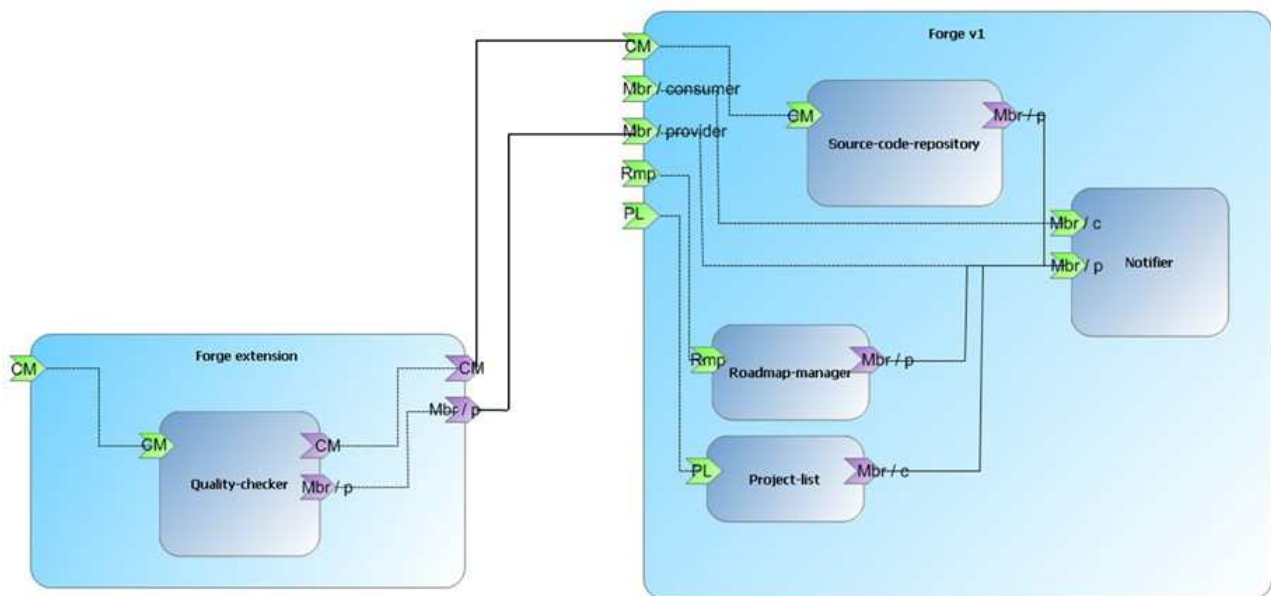 Forge v1
CM
Mbr / consumer
Mbr / provider
Rmp
PL
CM
Mbr / p
Source-code-repository
Mbr / c
Mbr / p
Notifier
Rmp
Mbr / p
Roadmap-manager
PL
Mbr / c
Project-list
Forge extension
CM
CM
Mbr / p
CM
CM
Mbr / p
Quality-checker